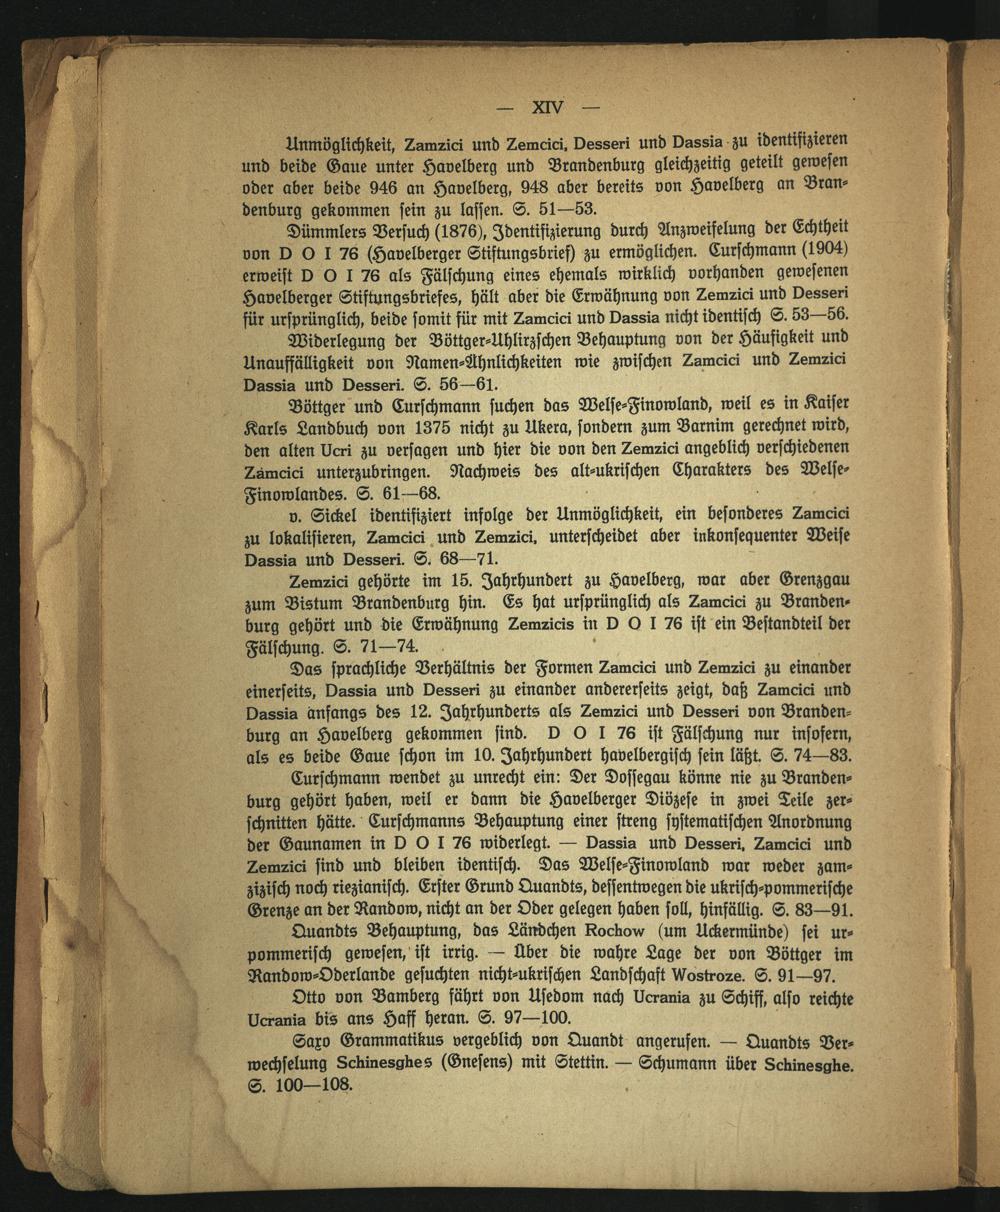 — XIV —
Unmöglichkeit, Zamzici und Zemcici, Desseri und Dassia zu identifizieren
und beide Gaue unter Havelberg und Brandenburg gleichzeitig geteilt gewesen
oder aber beide 946 an Havelberg, 948 aber bereits von Havelberg an Bran-
denburg gekommen sein zu lassen. S. 51—53.
Dümmlers Versuch (1876), Identifizierung durch Anzweifelung der Echtheit
von D O I 76 (Havelberger Stiftungsbrief) zu ermöglichen. Curschmann (1904)
erweist D O I 76 als Fälschung eines ehemals wirklich vorhanden gewesenen
Havelberger Stiftungsbriefes, hält aber die Erwähnung von Zemzici und Desseri
für ursprünglich, beide somit für mit Zamcici und Dassia nicht identisch S. 53—56.
Widerlegung der Böttger-Uhlirzschen Behauptung von der Häufigkeit und
Unauffälligkeit von Namen-Ähnlichkeiten wie zwischen Zamcici und Zemzici
Dassia und Desseri. S. 56—61.
Böttger und Curschmann suchen das Welse-Finowland, weil es in Kaiser
Karls Landbuch von 1375 nicht zu Ukera, sondern zum Barnim gerechnet wird,
den alten Ucri zu versagen und hier die von den Zemzici angeblich verschiedenen
Zamcici unterzubringen. Nachweis des alt-ukrischen Charakters des Welse-
Finowlandes. S. 61—68.
v. Sickel identifiziert infolge der Unmöglichkeit, ein besonderes Zamcici
zu lokalisieren, Zamcici und Zemzici, unterscheidet aber inkonsequenter Weise
Dassia und Desseri. S. 68—71.
Zemzici gehörte im 15. Jahrhundert zu Havelberg, war aber Grenzgau
zum Bistum Brandenburg hin. Es hat ursprünglich als Zamcici zu Branden-
burg gehört und die Erwähnung Zemzicis in D O I 76 ist ein Bestandteil der
Fälschung. S. 71—74.
Das sprachliche Verhältnis der Formen Zamcici und Zemzici zu einander
einerseits, Dassia und Desseri zu einander andererseits zeigt, daß Zamcici und
Dassia anfangs des 12. Jahrhunderts als Zemzici und Desseri von Branden-
burg an Havelberg gekommen sind. D O I 76 ist Fälschung nur insofern,
als es beide Gaue schon im 10. Jahrhundert havelbergisch sein läßt. S. 74—83.
Curschmann wendet zu unrecht ein: Der Dossegau könne nie zu Branden-
burg gehört haben, weil er dann die Havelberger Diözese in zwei Teile zer-
schnitten hätte. Curschmanns Behauptung einer streng systematischen Anordnung
der Gaunamen in D O I 76 widerlegt. — Dassia und Desseri, Zamcici und
Zemzici sind und bleiben identisch. Das Welse-Finowland war weder zam-
zizisch noch riezianisch. Erster Grund Quandts, dessentwegen die ukrisch-pommerische
Grenze an der Randow, nicht an der Oder gelegen haben soll, hinfällig. S. 83—91.
Quandts Behauptung, das Ländchen Rochow (um Uckermünde) sei ur-
pommerisch gewesen, ist irrig. — Über die wahre Lage der von Böttger im
Randow-Oderlande gesuchten nicht-ukrischen Landschaft Wostroze. S. 91—97.
Otto von Bamberg fährt von Usedom nach Ucrania zu Schiff, also reichte
Ucrania bis ans Haff heran. S. 97—100.
Saxo Grammatikus vergeblich von Quandt angerufen. — Quandts Ver-
wechselung Schinesghes (Gnesens) mit Stettin. — Schumann über Schinesghe.
S. 100—108.